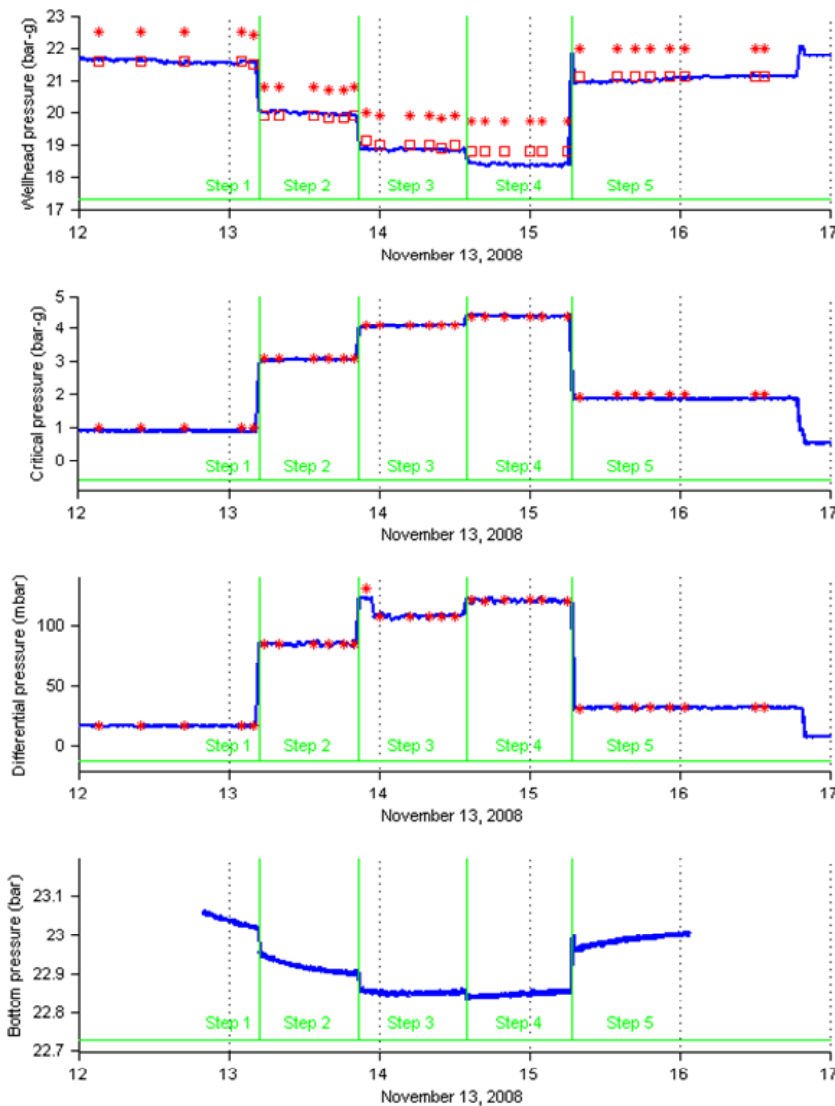 Wellhead pressure (bar-g)
23
22
21
20
19
18
17
Step 1 Step 2 Step 3 Step 4 Step 5
12 13 14 15 16 17
November 13, 2008
Critical pressure (bar-g)
5
4
3
2
1
0
Step 1 Step 2 Step 3 Step 4 Step 5
12 13 14 15 16 17
November 13, 2008
Differential pressure (mbar)
100
50
0
Step 1 Step 2 Step 3 Step 4 Step 5
12 13 14 15 16 17
November 13, 2008
Bottom pressure (bar)
23.1
23
22.9
22.8
22.7
Step 1 Step 2 Step 3 Step 4 Step 5
12 13 14 15 16 17
November 13, 2008